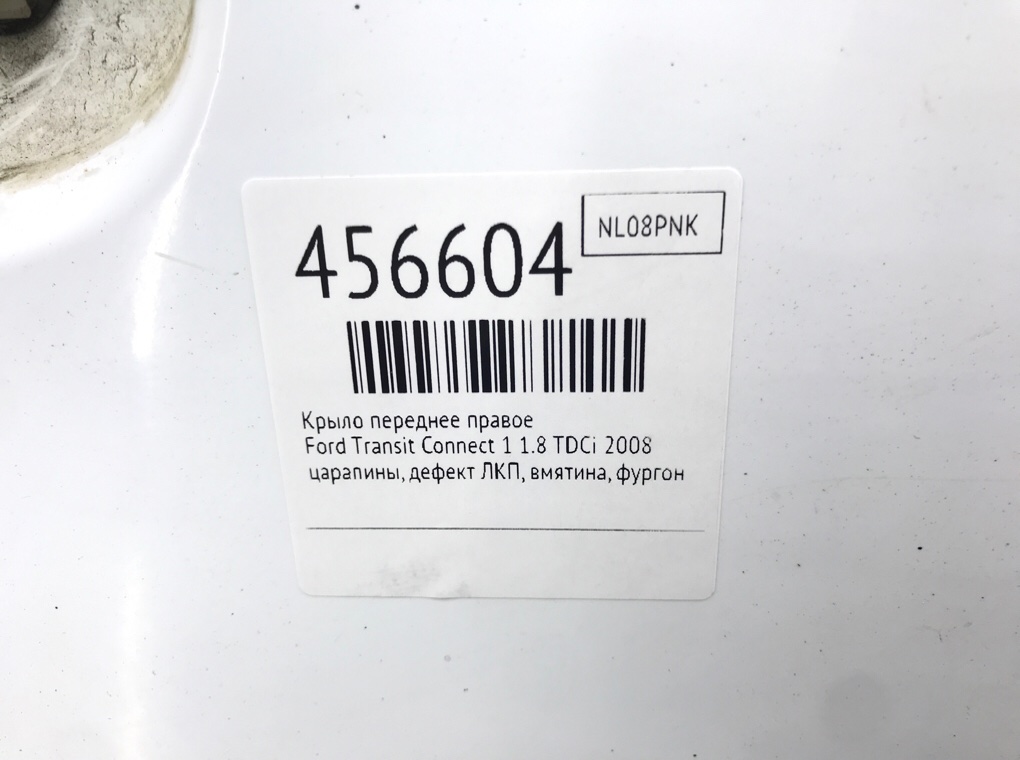 456604
NL08PNK
Крыло переднее правое
Ford Transit Connect 1 1.8 TDCi 2008
царапины, дефект ЛКП, вмятина, фургон